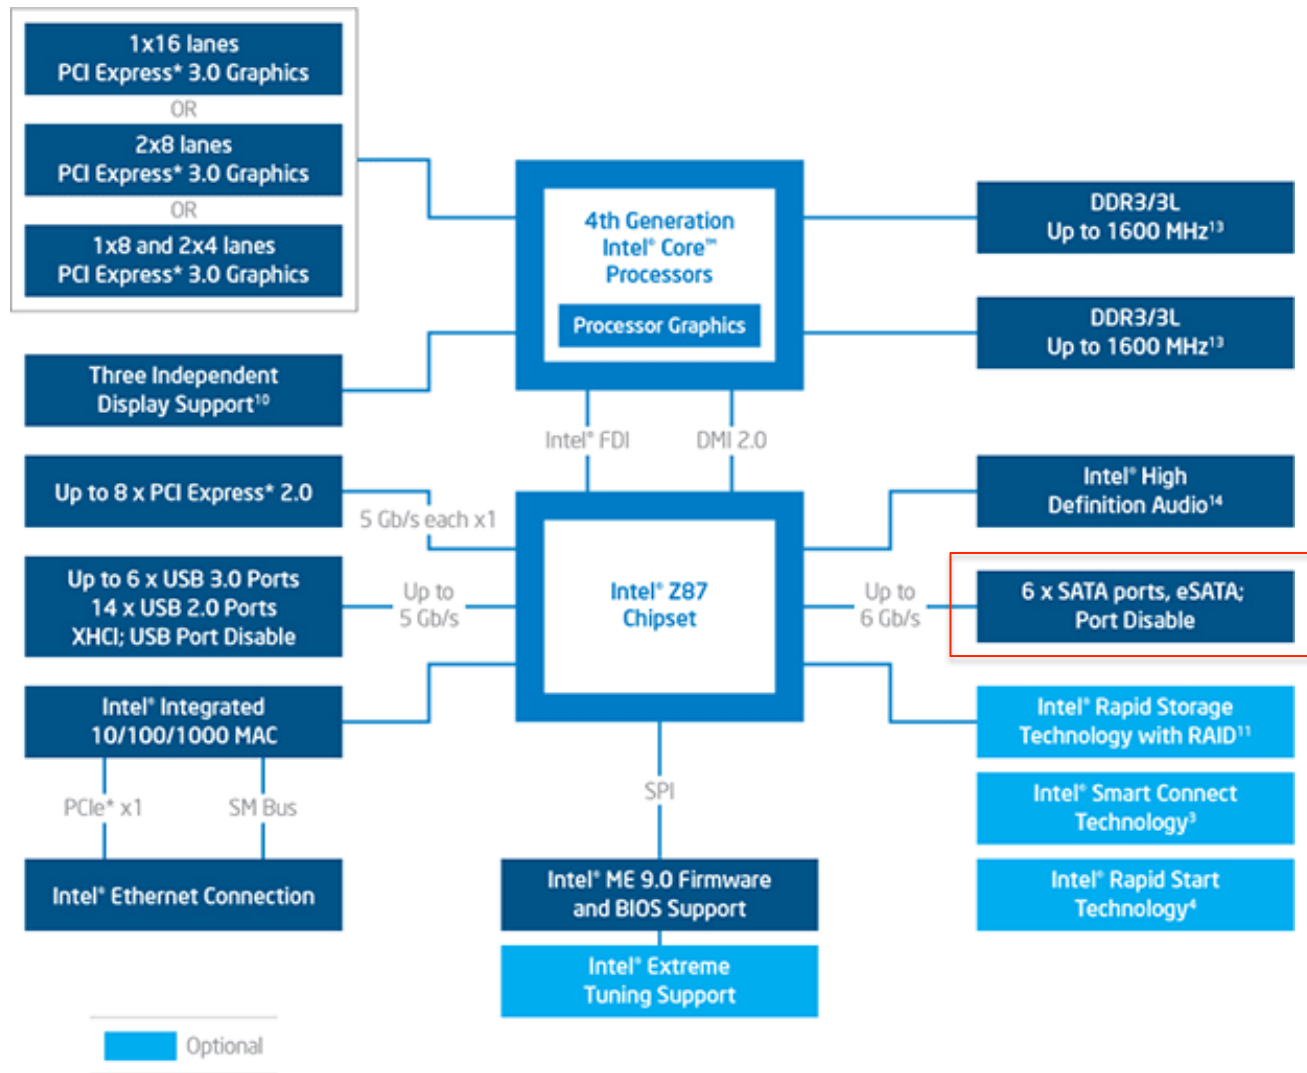 1x16 lanes
PCI Express* 3.0 Graphics
OR
2x8 lanes
PCI Express* 3.0 Graphics
OR
1x8 and 2x4 lanes
PCI Express* 3.0 Graphics
4th Generation
Intel® Core™
Processors
Processor Graphics
DDR3/3L
Up to 1600 MHz¹³
DDR3/3L
Up to 1600 MHz¹³
Three Independent
Display Support¹⁰
Intel® FDI
DMI 2.0
Up to 8 x PCI Express* 2.0
5 Gb/s each x1
Intel® High
Definition Audio¹⁴
Up to 6 x USB 3.0 Ports
14 x USB 2.0 Ports
XHCI; USB Port Disable
Up to
5 Gb/s
Intel® Z87
Chipset
Up to
6 Gb/s
6 x SATA ports, eSATA;
Port Disable
Intel® Integrated
10/100/1000 MAC
Intel® Rapid Storage
Technology with RAID¹¹
PCIe* x1
SM Bus
SPI
Intel® Smart Connect
Technology³
Intel® Ethernet Connection
Intel® ME 9.0 Firmware
and BIOS Support
Intel® Rapid Start
Technology⁴
Intel® Extreme
Tuning Support
Optional